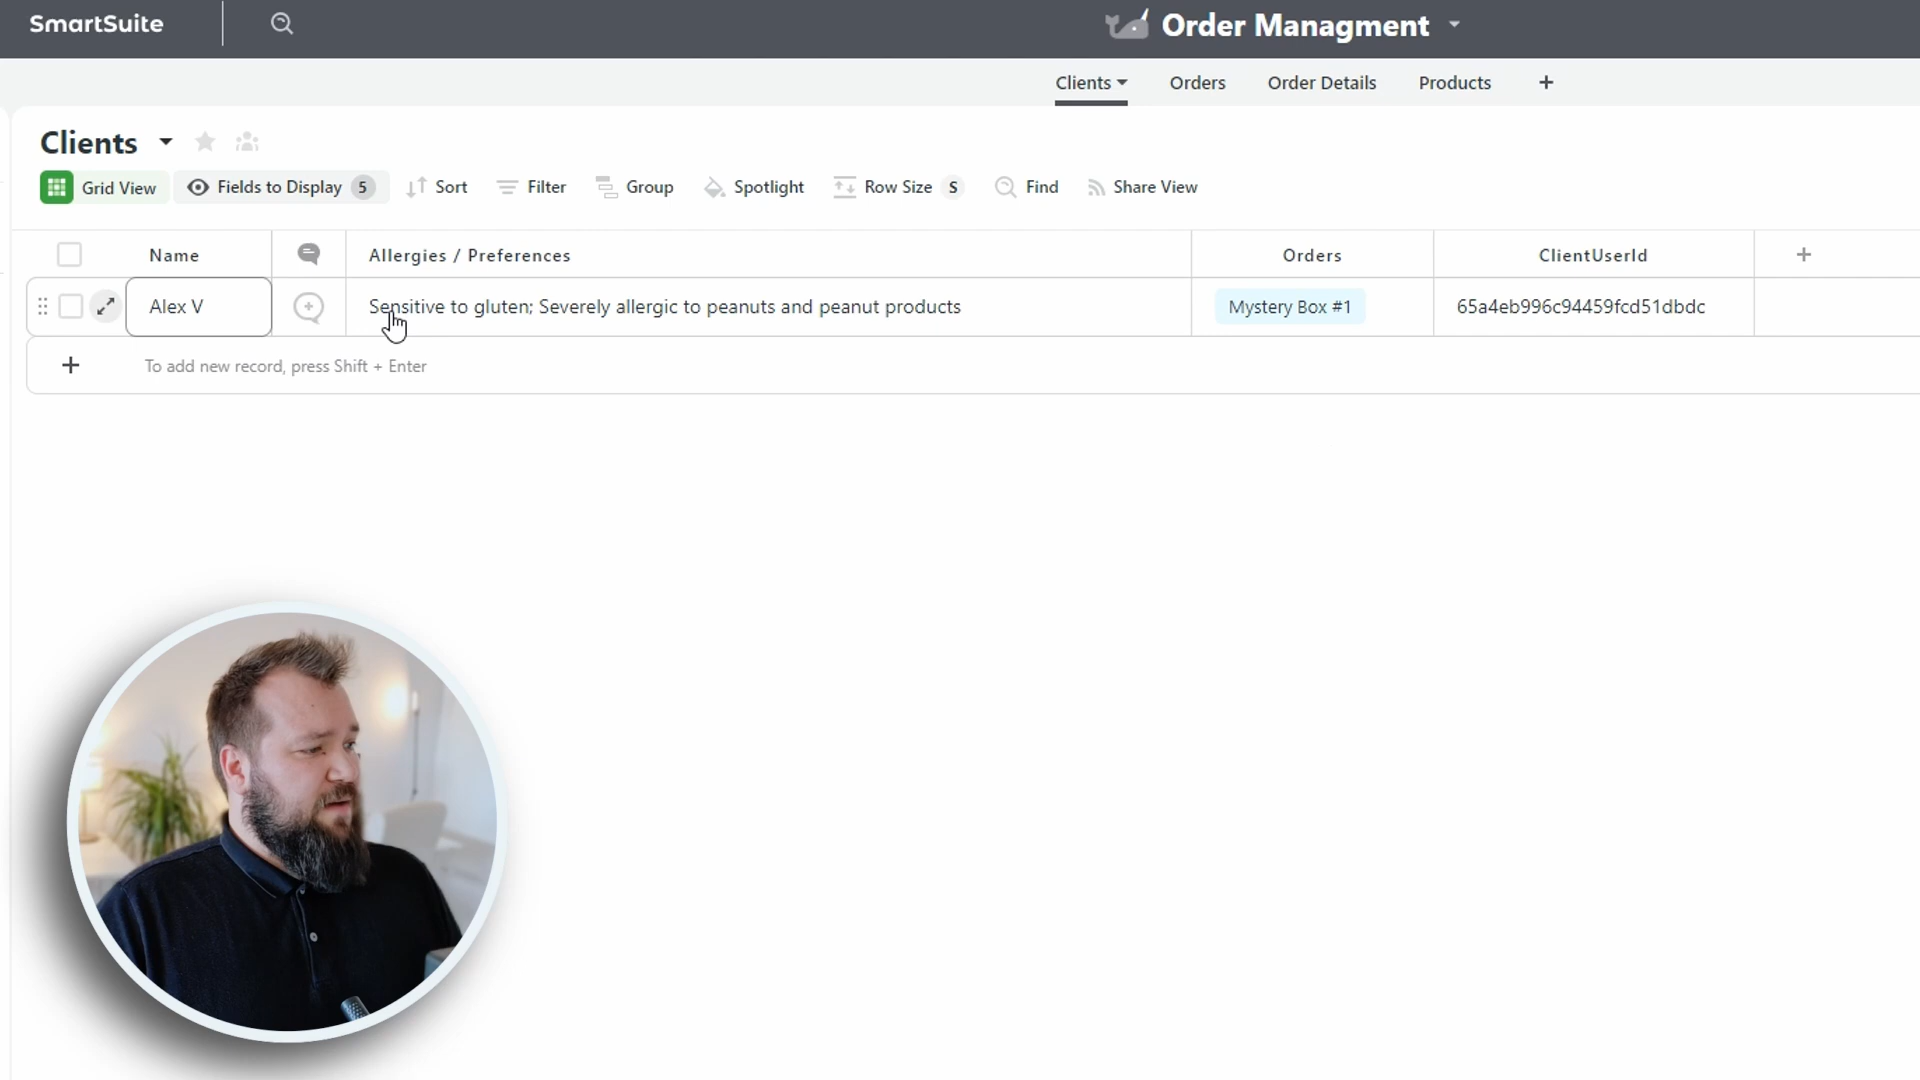 SmartSuite
Order Managment
Clients Orders Order Details Products +
Clients
Grid View Fields to Display 5 Sort Filter Group Spotlight Row Size S Find Share View
Name Allergies / Preferences Orders ClientUserId +
Alex V Sensitive to gluten; Severely allergic to peanuts and peanut products Mystery Box #1 65a4eb996c94459fcd51dbdc
+ To add new record, press Shift + Enter